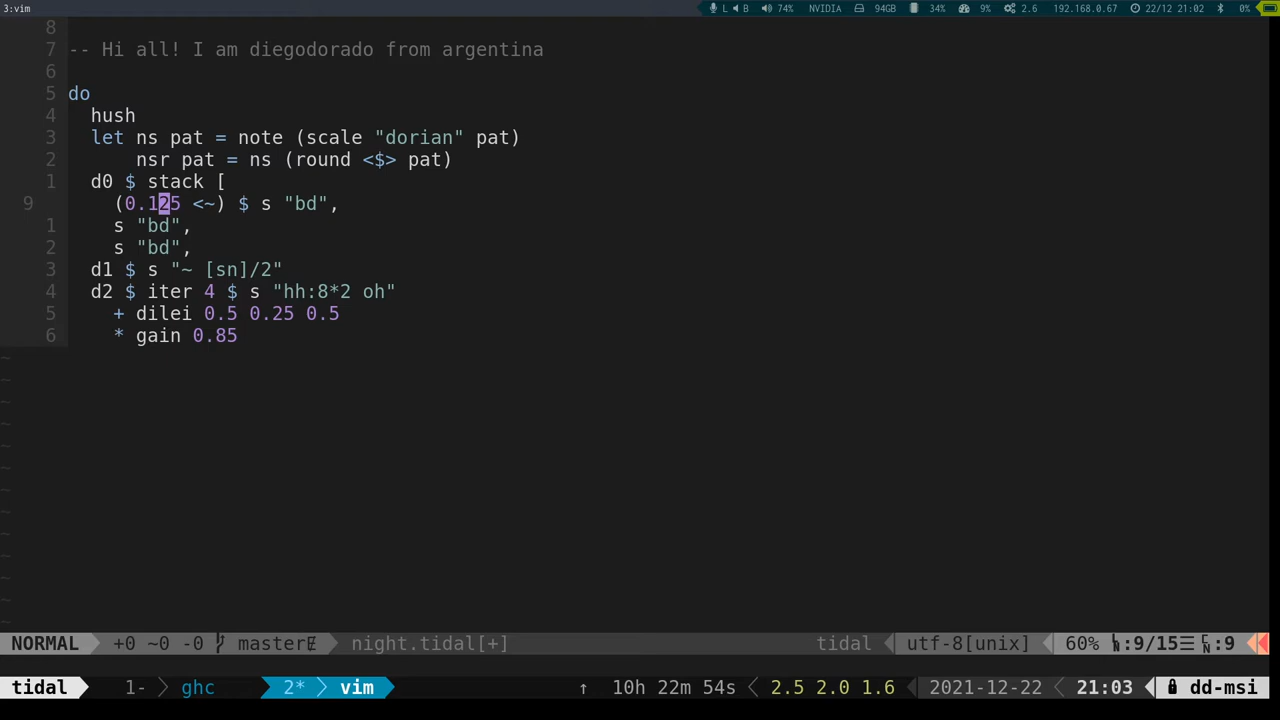 3:vim L B 74% NVIDIA 94GB 34% 9% 2.6 192.168.0.67 22/12 21:02 0%
8
7 -- Hi all! I am diegodorado from argentina
6
5 do
4 hush
3 let ns pat = note (scale "dorian" pat)
2 nsr pat = ns (round <$> pat)
1 d0 $ stack [
9 (0.125 <~) $ s "bd",
1 s "bd",
2 s "bd",
3 d1 $ s "~ [sn]/2"
4 d2 $ iter 4 $ s "hh:8*2 oh"
5 + dilei 0.5 0.25 0.5
6 * gain 0.85
~
~
~
~
~
~
~
~
~
~
~
~
~
NORMAL +0 ~0 -0 master night.tidal[+] tidal utf-8[unix] 60% LN:9/15☰ CN:9
tidal 1- ghc 2* vim ↑ 10h 22m 54s 2.5 2.0 1.6 2021-12-22 21:03 dd-msi